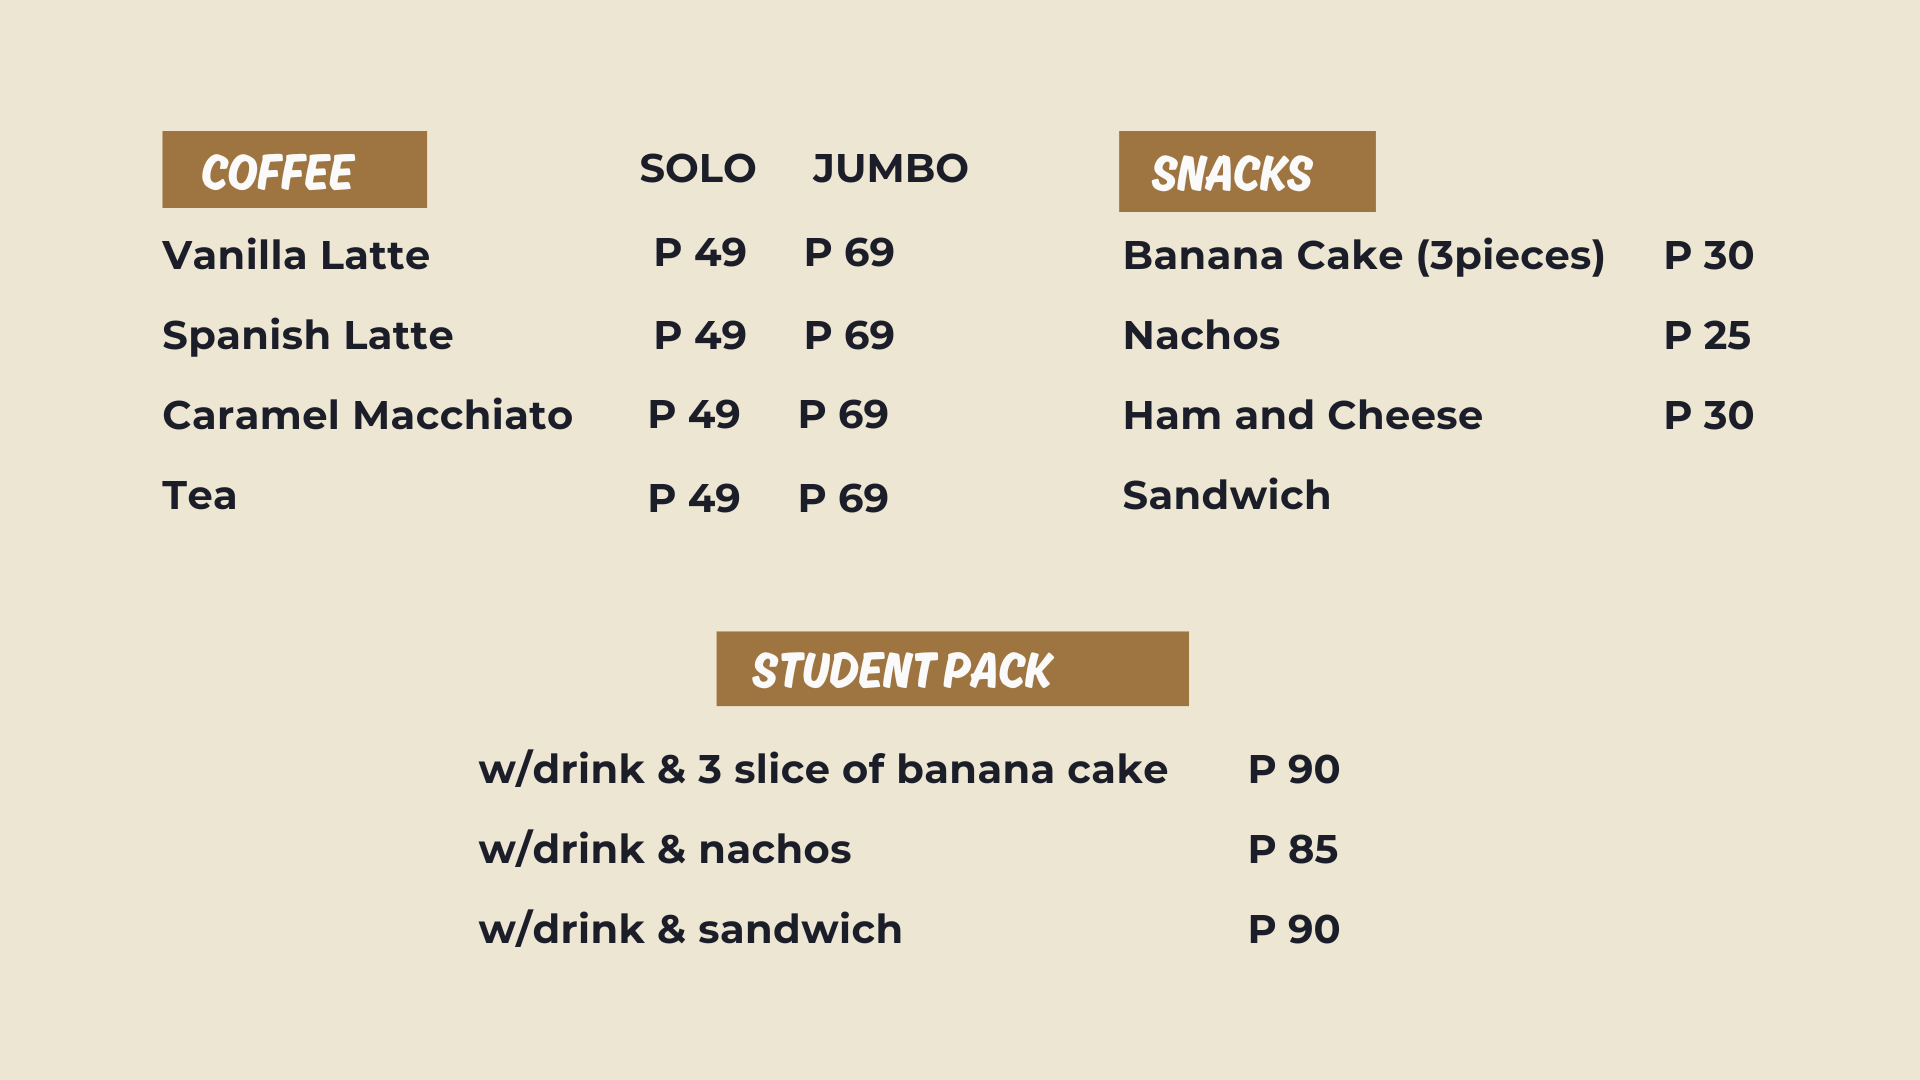 COFFEE SOLO JUMBO
Vanilla Latte P 49 P 69
Spanish Latte P 49 P 69
Caramel Macchiato P 49 P 69
Tea P 49 P 69
SNACKS
Banana Cake (3pieces) P 30
Nachos P 25
Ham and Cheese P 30
Sandwich
STUDENT PACK
w/drink & 3 slice of banana cake P 90
w/drink & nachos P 85
w/drink & sandwich P 90